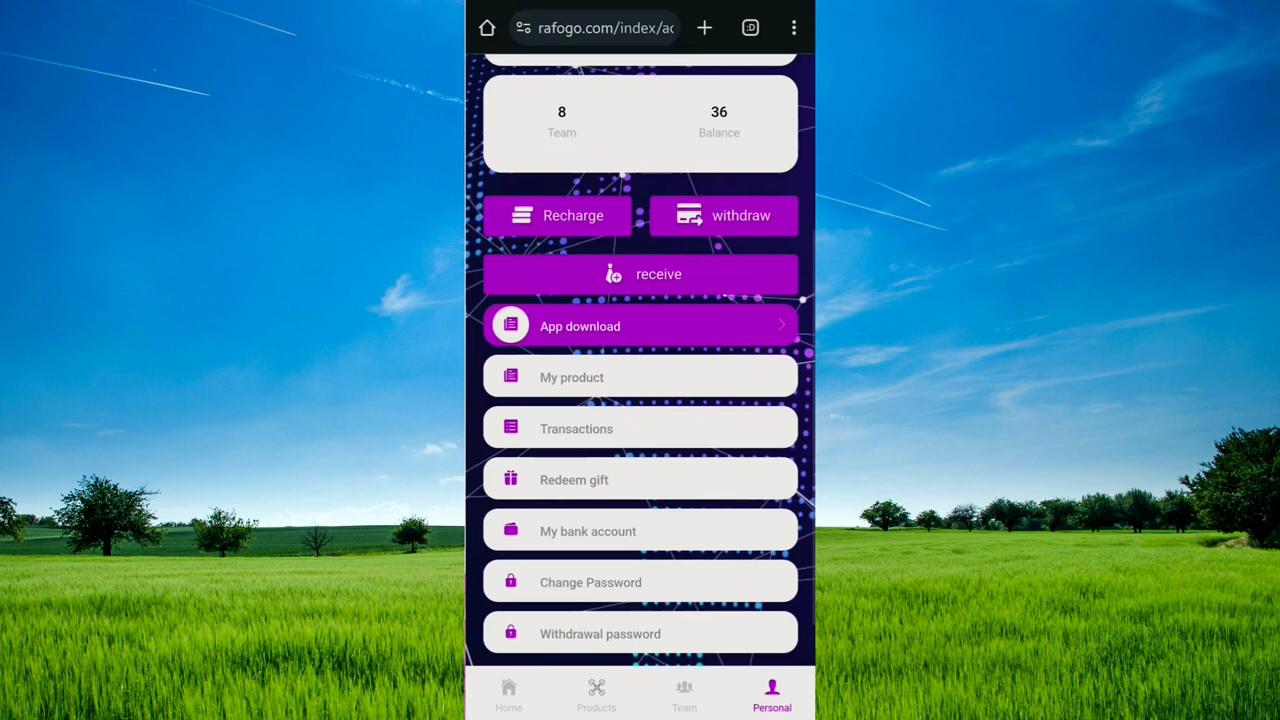 rafogo.com/index/ac
:D
8
36
Team
Balance
Recharge
withdraw
receive
App download
My product
Transactions
Redeem gift
My bank account
Change Password
Withdrawal password
Home
Products
Team
Personal